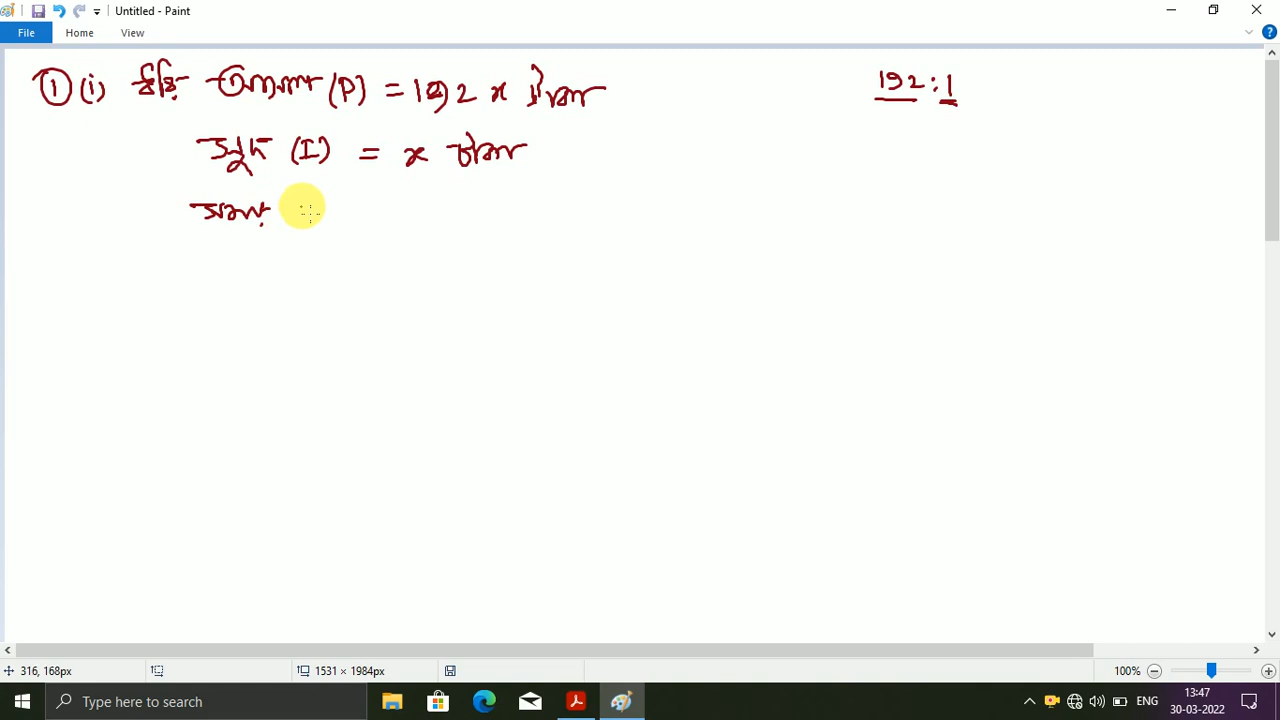 Untitled - Paint
File Home View
① (i) ধরি আসল (P) = 192 x টাকা
192 : 1
সুদ (I) = x টাকা
সময়
316, 168px
1531 × 1984px
100%
Type here to search
ENG
13:47
30-03-2022